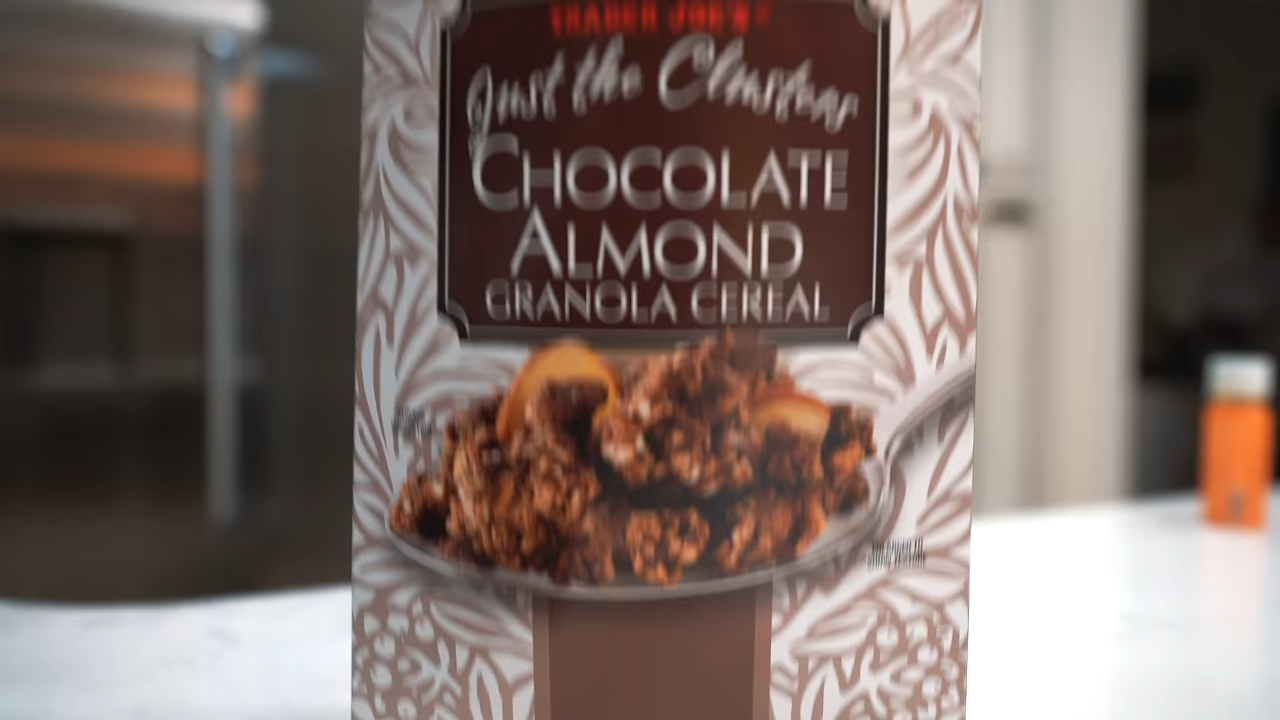 TRADER JOE'S
Just the Clusters
CHOCOLATE
ALMOND
GRANOLA CEREAL